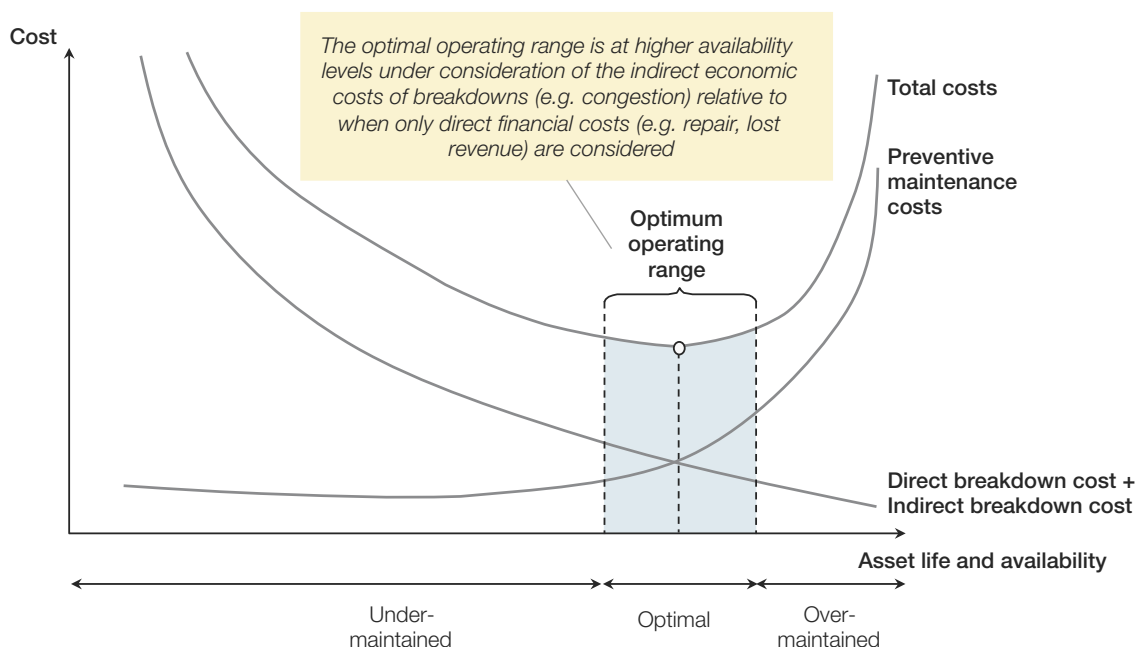 Cost
The optimal operating range is at higher availability
levels under consideration of the indirect economic
costs of breakdowns (e.g. congestion) relative to
when only direct financial costs (e.g. repair, lost
revenue) are considered
Total costs
Preventive
maintenance
costs
Optimum
operating
range
Direct breakdown cost +
Indirect breakdown cost
Asset life and availability
Under-
maintained
Optimal
Over-
maintained